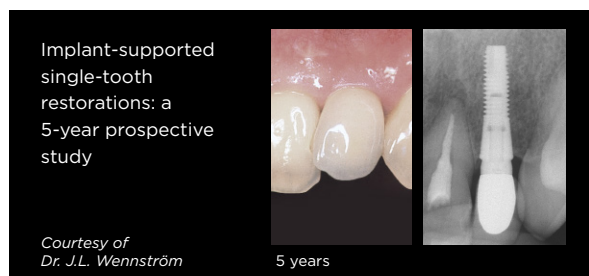 Implant-supported
single-tooth
restorations: a
5-year prospective
study
Courtesy of
Dr. J.L. Wennström
5 years